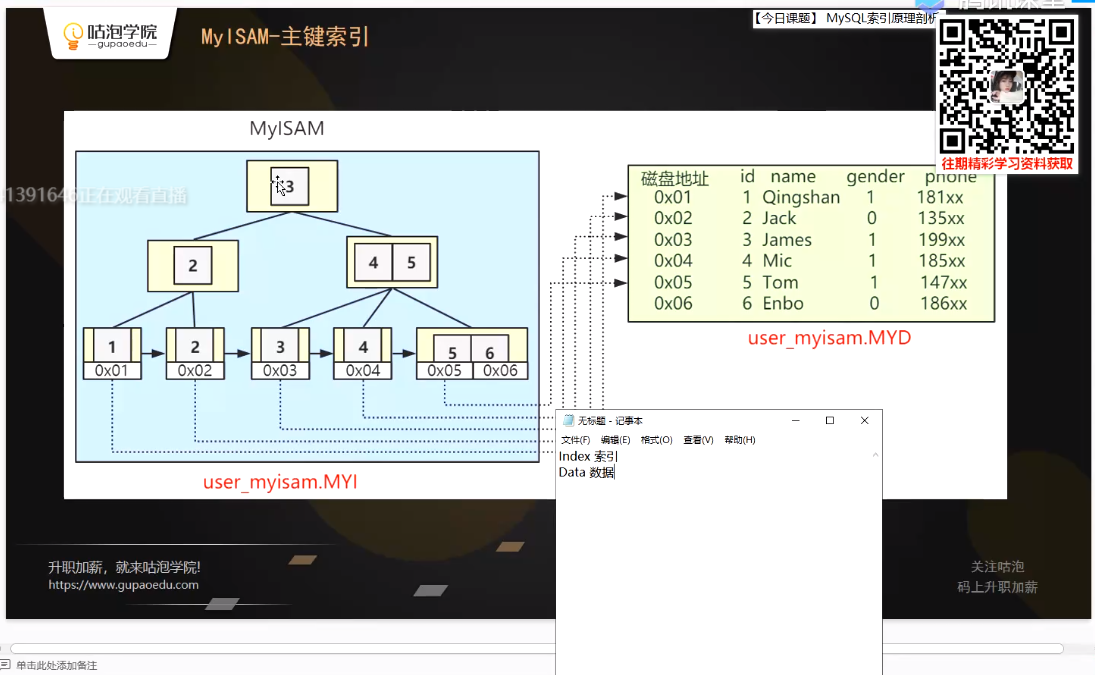 腾讯课堂
【今日课题】 MySQL索引原理剖析
咕泡学院
gupaoedu
MyISAM-主键索引
往期精彩学习资料获取
MyISAM
1391646正在观看直播
3
2
4 5
1 2 3 4 5 6
0x01 0x02 0x03 0x04 0x05 0x06
user_myisam.MYI
磁盘地址 id name gender phone
0x01 1 Qingshan 1 181xx
0x02 2 Jack 0 135xx
0x03 3 James 1 199xx
0x04 4 Mic 1 185xx
0x05 5 Tom 1 147xx
0x06 6 Enbo 0 186xx
user_myisam.MYD
无标题 - 记事本
文件(F) 编辑(E) 格式(O) 查看(V) 帮助(H)
Index 索引
Data 数据
升职加薪，就来咕泡学院!
https://www.gupaoedu.com
关注咕泡
码上升职加薪
单击此处添加备注